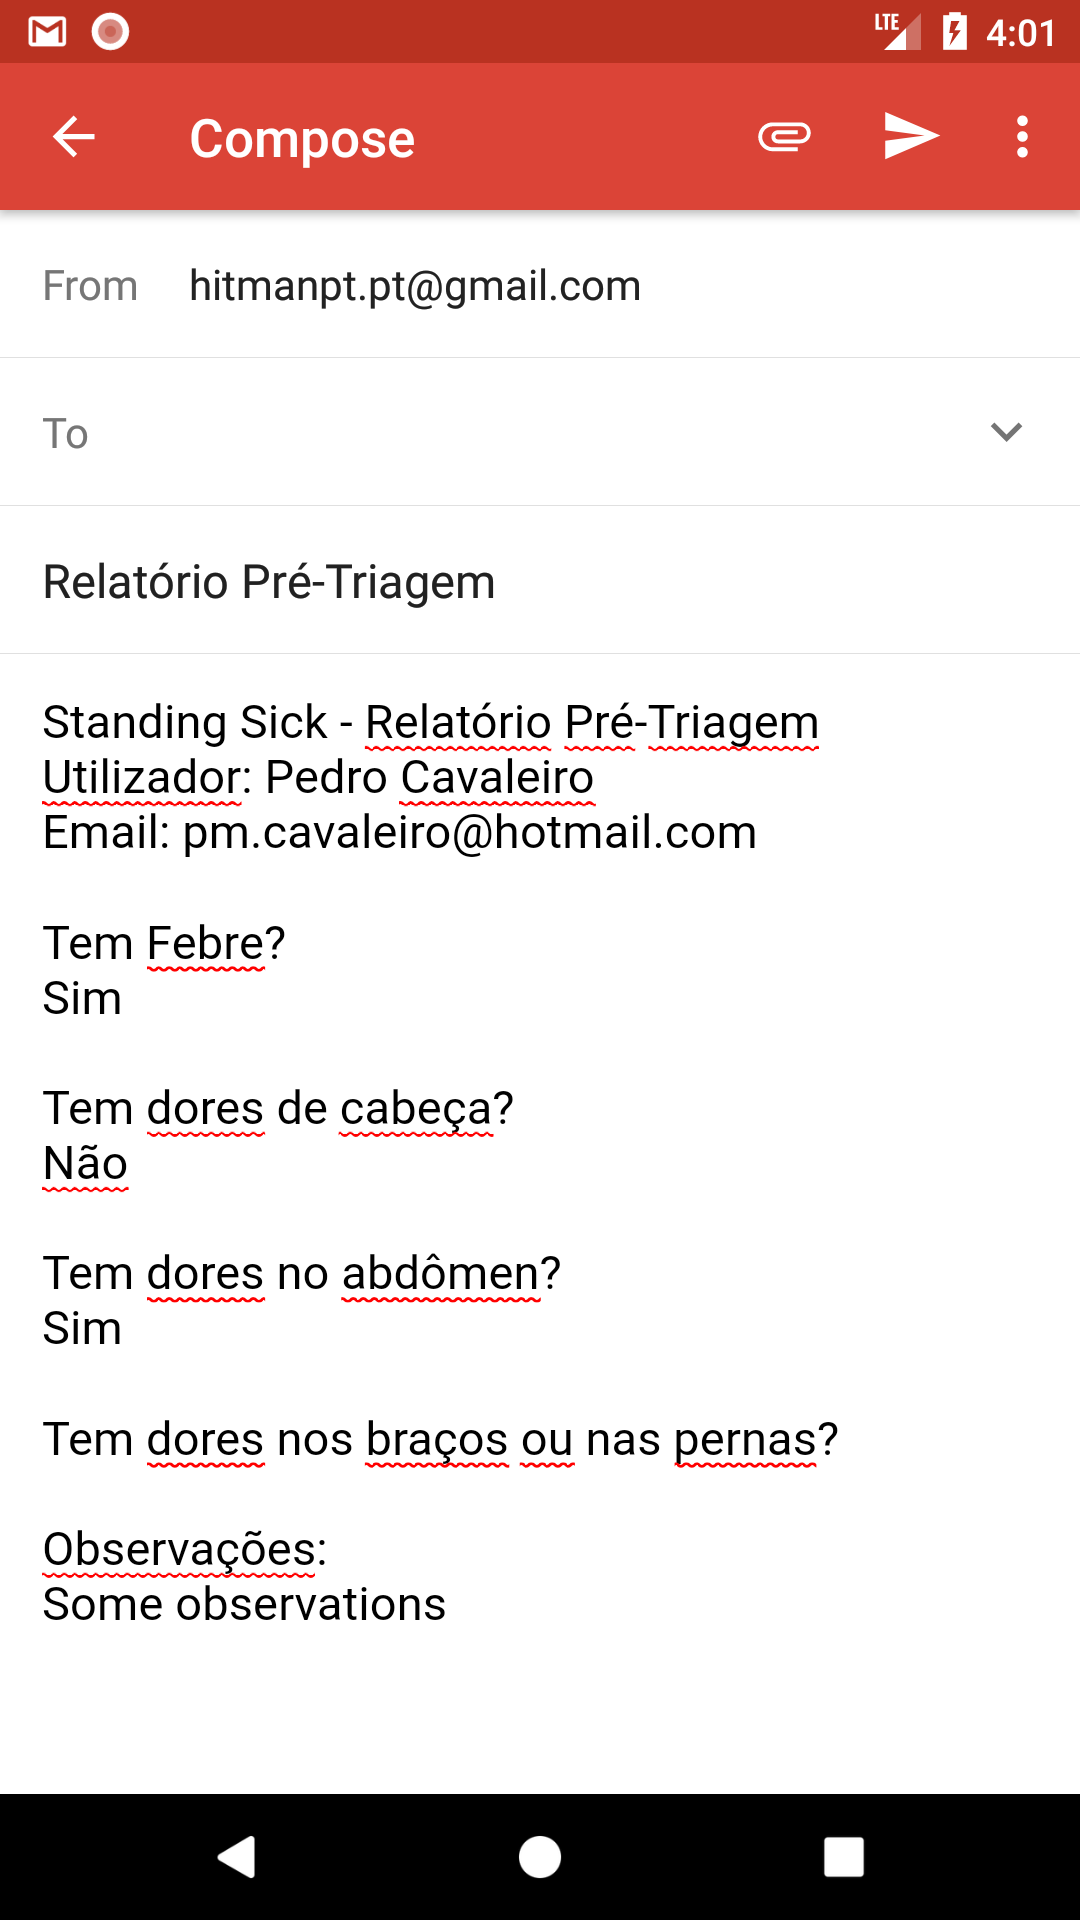 LTE 4:01
Compose
From hitmanpt.pt@gmail.com
To
Relatório Pré-Triagem
Standing Sick - Relatório Pré-Triagem
Utilizador: Pedro Cavaleiro
Email: pm.cavaleiro@hotmail.com
Tem Febre?
Sim
Tem dores de cabeça?
Não
Tem dores no abdômen?
Sim
Tem dores nos braços ou nas pernas?
Observações:
Some observations